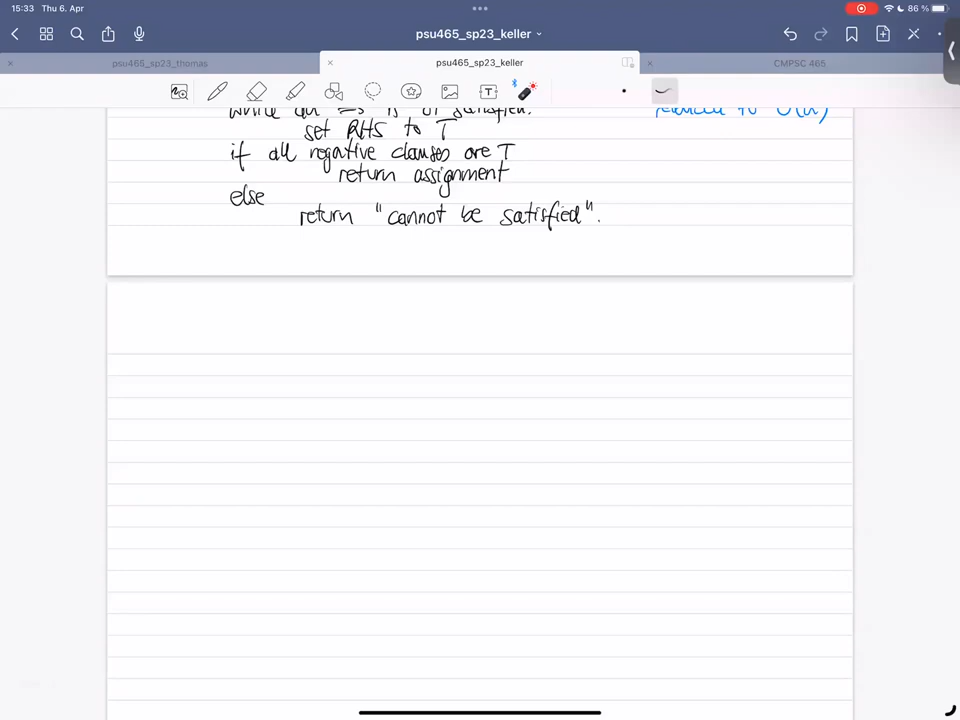 15:33 Thu 6. Apr
86 %
psu465_sp23_keller
psu465_sp23_thomas
psu465_sp23_keller
CMPSC 465
satisfied.
set RHS to T
if all negative clauses are T
return assignment
else
return "cannot be satisfied".